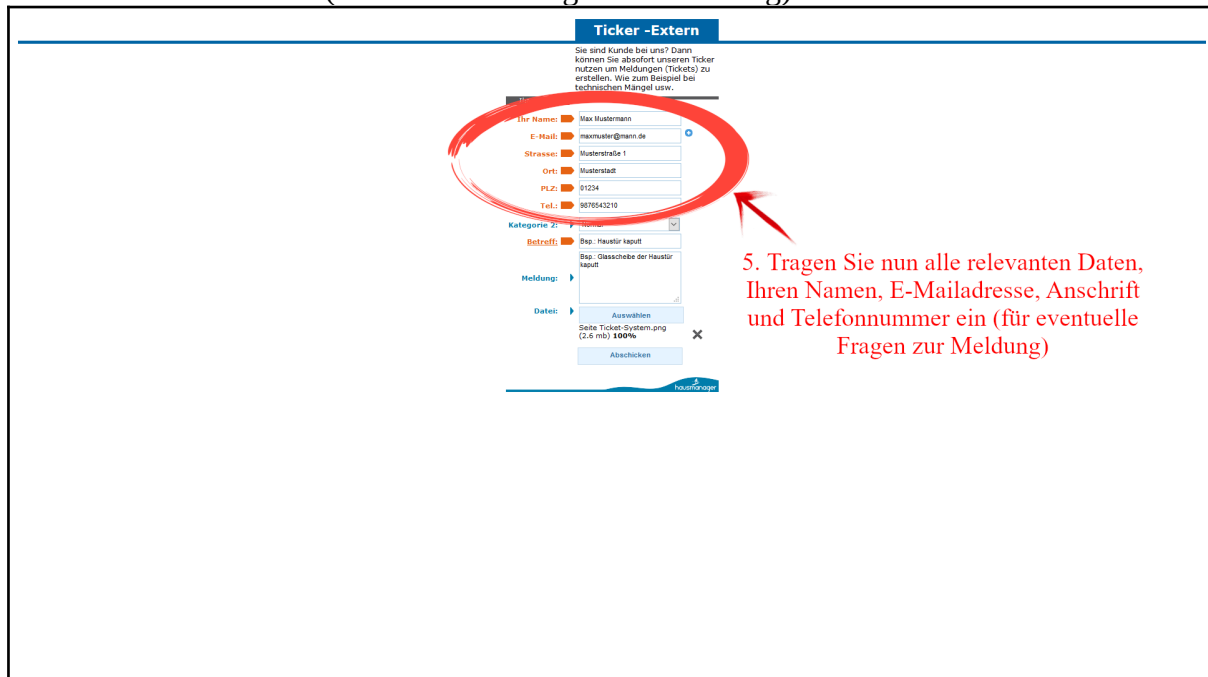 Ticker -Extern
Sie sind Kunde bei uns? Dann
können Sie absofort unseren Ticker
nutzen um Meldungen (Tickets) zu
erstellen. Wie zum Beispiel bei
technischen Mängel usw.
Ihr Name: Max Mustermann
E-Mail: maxmuster@mann.de
Strasse: Musterstraße 1
Ort: Musterstadt
PLZ: 01234
Tel.: 9876543210
Kategorie 2: Normal
Betreff: Bsp.: Haustür kaputt
Bsp.: Glasscheibe der Haustür
kaputt
Meldung:
Datei: Auswählen
Seite Ticket-System.png
(2.6 mb) 100%
Abschicken
hausmanager
5. Tragen Sie nun alle relevanten Daten,
Ihren Namen, E-Mailadresse, Anschrift
und Telefonnummer ein (für eventuelle
Fragen zur Meldung)